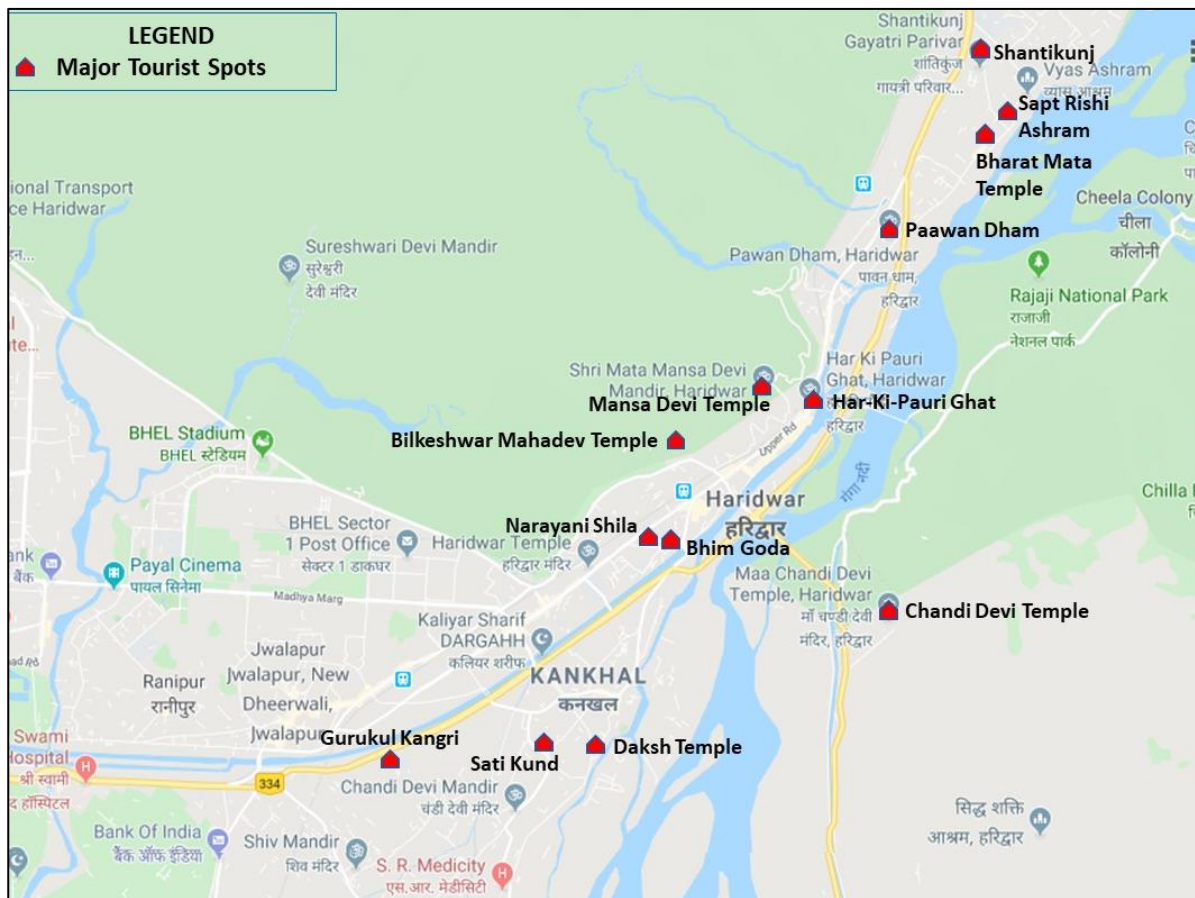 LEGEND
Major Tourist Spots
Shantikunj
Gayatri Parivar
शांतिकुंज
गायत्री परिवार...
Shantikunj
Vyas Ashram
व्यास आश्रम
Sapt Rishi
Ashram
Bharat Mata
Temple
ional Transport
ce Haridwar
Sureshwari Devi Mandir
सुरेश्वरी
देवी मंदिर
Paawan Dham
Pawan Dham, Haridwar
पावन धाम,
हरिद्वार
Cheela Colony
चीला
कॉलोनी
Rajaji National Park
राजाजी
नेशनल पार्क
Shri Mata Mansa Devi
Mandir, Haridwar
Mansa Devi Temple
Har Ki Pauri
Ghat, Haridwar
हरिद्वार
Har-Ki-Pauri Ghat
Upper Rd
Bilkeshwar Mahadev Temple
BHEL Stadium
BHEL स्टेडियम
गंगा नदी
Chilla
Haridwar
हरिद्वार
Narayani Shila
Bhim Goda
BHEL Sector
1 Post Office
सेक्टर 1 डाकघर
Haridwar Temple
हरिद्वार मंदिर
ank
बैंक
Payal Cinema
पायल सिनेमा
Madhya Marg
Maa Chandi Devi
Temple, Haridwar
माँ चण्डी देवी
मंदिर, हरिद्वार
Chandi Devi Temple
Kaliyar Sharif
DARGAHH
कलियर शरीफ
Jwalapur
Jwalapur, New
Dheerwali,
Jwalapur
Ranipur
रानीपुर
KANKHAL
कनखल
Gurukul Kangri
Sati Kund
Daksh Temple
Swami
Hospital
श्री स्वामी
द हॉस्पिटल
334
Chandi Devi Mandir
चंडी देवी मंदिर
Bank Of India
बैंक ऑफ इंडिया
Shiv Mandir
शिव मंदिर
S. R. Medicity
एस.आर. मेडीसिटी
सिद्ध शक्ति
आश्रम, हरिद्वार